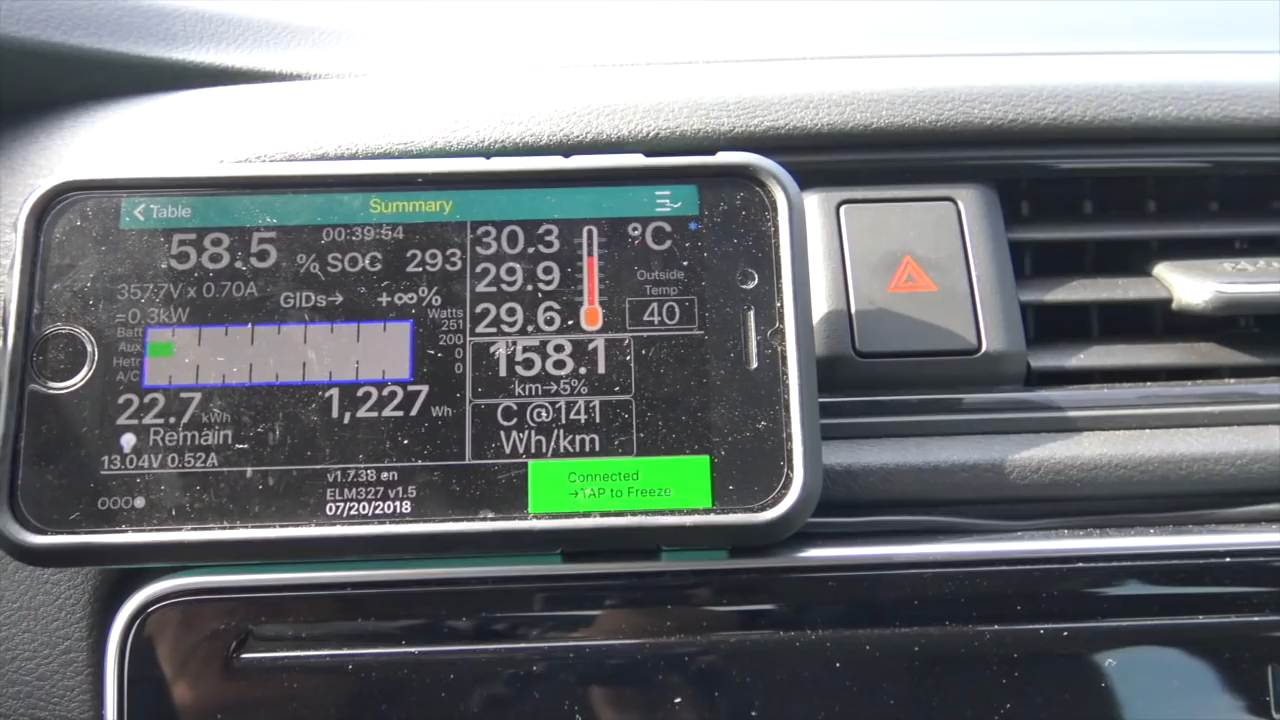 Table
Summary
58.5
00:39:54
% SOC
293
357.7V x 0.70A
=0.3kW
GIDs→
+∞%
Batt
Aux
Hetr
A/C
Watts
251
200
0
0
22.7 kWh
1,227 Wh
Remain
13.04V 0.52A
30.3
29.9
29.6
°C
*
Outside
Temp
40
158.1
km→5%
C @141
Wh/km
v1.7.38 en
ELM327 v1.5
07/20/2018
Connected
→TAP to Freeze